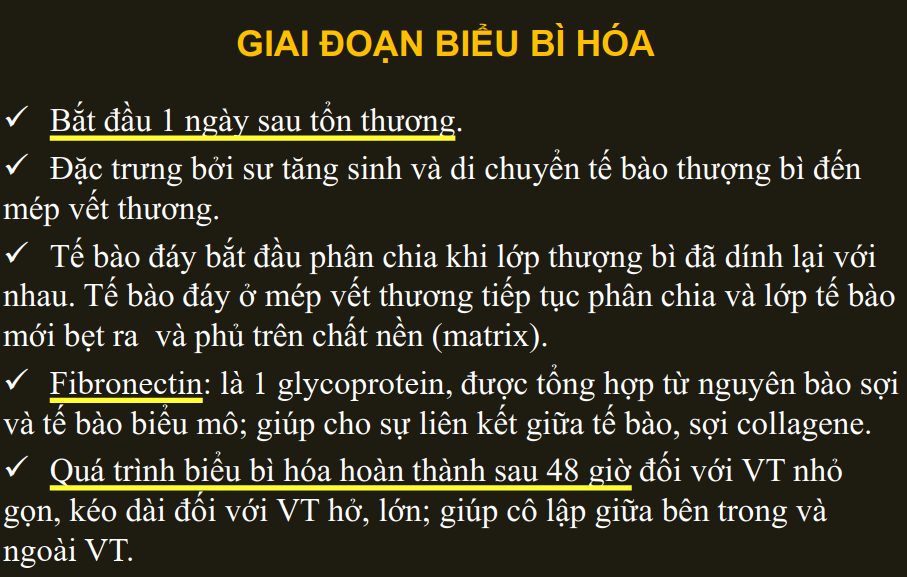 GIAI ĐOẠN BIỂU BÌ HÓA
✓ Bắt đầu 1 ngày sau tổn thương.
✓ Đặc trưng bởi sư tăng sinh và di chuyển tế bào thượng bì đến
mép vết thương.
✓ Tế bào đáy bắt đầu phân chia khi lớp thượng bì đã dính lại với
nhau. Tế bào đáy ở mép vết thương tiếp tục phân chia và lớp tế bào
mới bẹt ra và phủ trên chất nền (matrix).
✓ Fibronectin: là 1 glycoprotein, được tổng hợp từ nguyên bào sợi
và tế bào biểu mô; giúp cho sự liên kết giữa tế bào, sợi collagene.
✓ Quá trình biểu bì hóa hoàn thành sau 48 giờ đối với VT nhỏ
gọn, kéo dài đối với VT hở, lớn; giúp cô lập giữa bên trong và
ngoài VT.